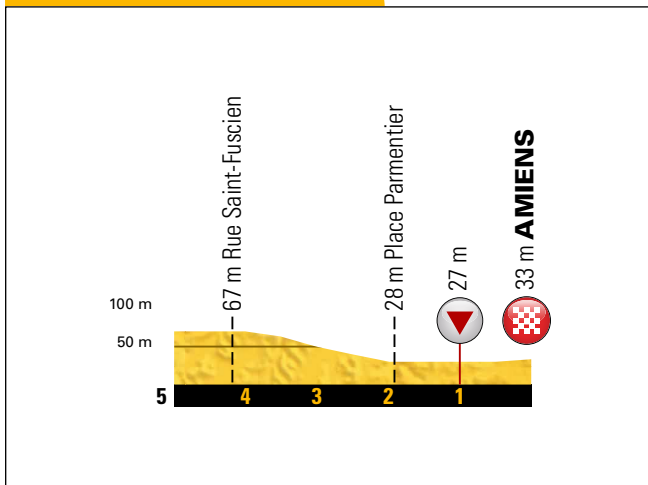 67 m Rue Saint-Fuscien
28 m Place Parmentier
27 m
33 m AMIENS
100 m
50 m
5 4 3 2 1